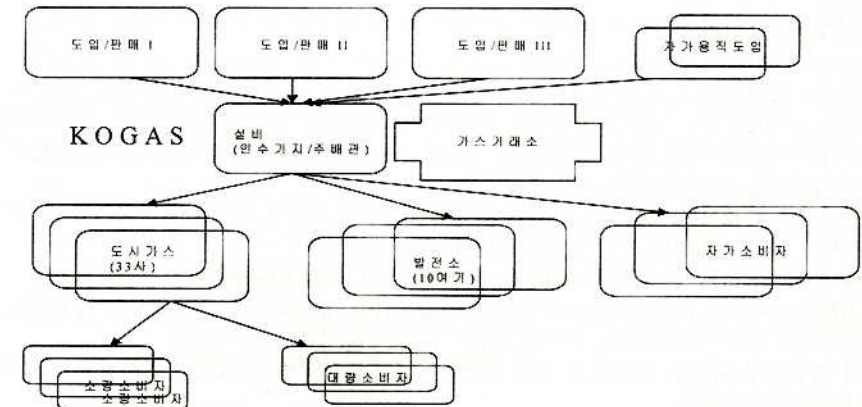 도입/판매 I
도입/판매 II
도입/판매 III
자가용직도입
KOGAS
설비
(인수기지/주배관)
가스거래소
도시가스
(33사)
발전소
(10여기)
자가소비자
소량소비자
소량소비자
대량소비자